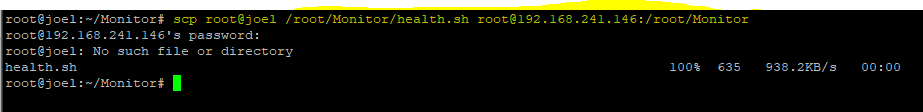 root@joel:~/Monitor# scp root@joel /root/Monitor/health.sh root@192.168.241.146:/root/Monitor
root@192.168.241.146's password:
root@joel: No such file or directory
health.sh 100% 635 938.2KB/s 00:00
root@joel:~/Monitor#